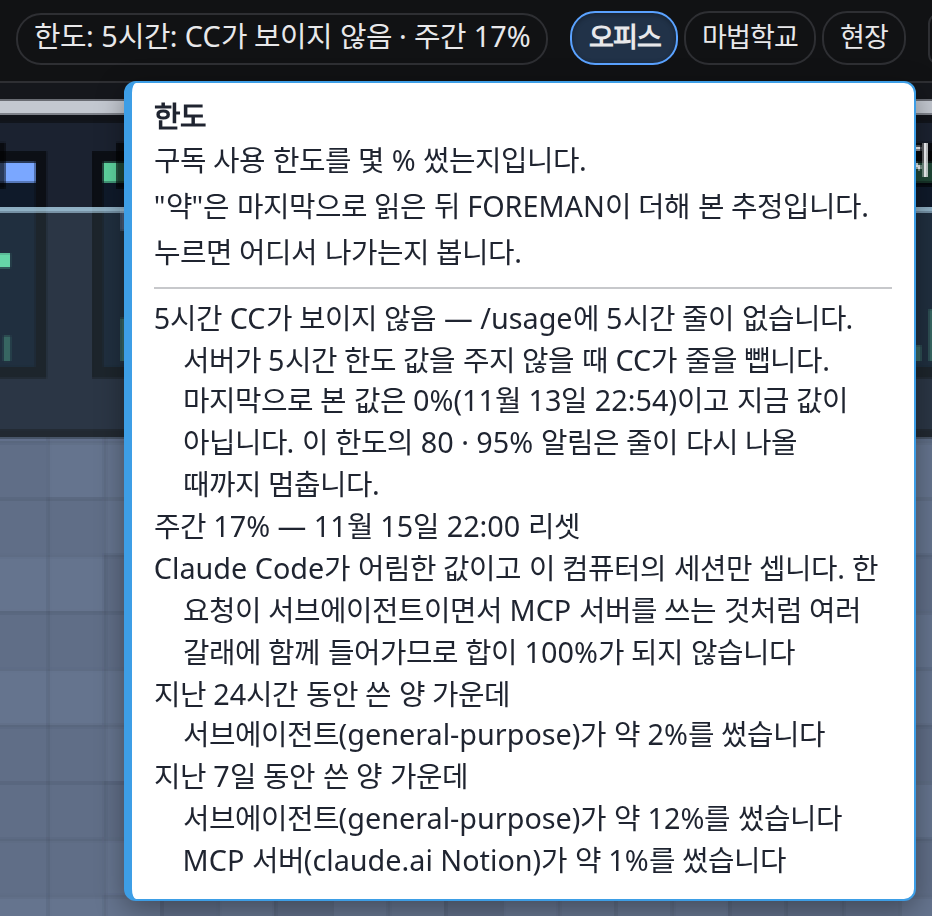 한도: 5시간: CC가 보이지 않음 · 주간 17%
오피스
마법학교
현장
한도
구독 사용 한도를 몇 % 썼는지입니다.
"약"은 마지막으로 읽은 뒤 FOREMAN이 더해 본 추정입니다.
누르면 어디서 나가는지 봅니다.
5시간 CC가 보이지 않음 — /usage에 5시간 줄이 없습니다.
서버가 5시간 한도 값을 주지 않을 때 CC가 줄을 뺍니다.
마지막으로 본 값은 0%(11월 13일 22:54)이고 지금 값이
아닙니다. 이 한도의 80 · 95% 알림은 줄이 다시 나올
때까지 멈춥니다.
주간 17% — 11월 15일 22:00 리셋
Claude Code가 어림한 값이고 이 컴퓨터의 세션만 셉니다. 한
요청이 서브에이전트이면서 MCP 서버를 쓰는 것처럼 여러
갈래에 함께 들어가므로 합이 100%가 되지 않습니다
지난 24시간 동안 쓴 양 가운데
서브에이전트(general-purpose)가 약 2%를 썼습니다
지난 7일 동안 쓴 양 가운데
서브에이전트(general-purpose)가 약 12%를 썼습니다
MCP 서버(claude.ai Notion)가 약 1%를 썼습니다